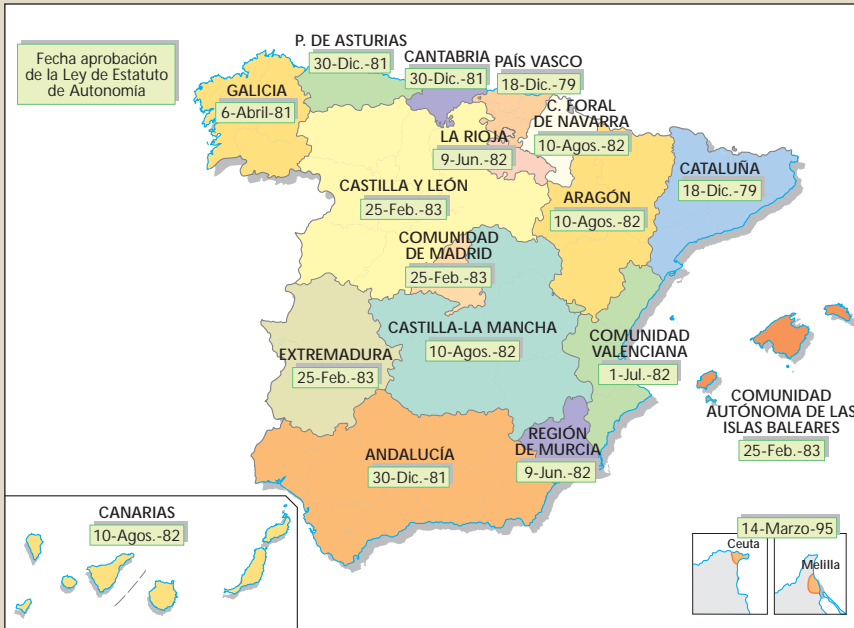 Fecha aprobación
de la Ley de Estatuto
de Autonomía
P. DE ASTURIAS
30-Dic.-81
CANTABRIA
30-Dic.-81
PAÍS VASCO
18-Dic.-79
GALICIA
6-Abril-81
C. FORAL
DE NAVARRA
10-Agos.-82
LA RIOJA
9-Jun.-82
CATALUÑA
18-Dic.-79
CASTILLA Y LEÓN
25-Feb.-83
ARAGÓN
10-Agos.-82
COMUNIDAD
DE MADRID
25-Feb.-83
CASTILLA-LA MANCHA
10-Agos.-82
COMUNIDAD
VALENCIANA
1-Jul.-82
EXTREMADURA
25-Feb.-83
COMUNIDAD
AUTÓNOMA DE LAS
ISLAS BALEARES
25-Feb.-83
ANDALUCÍA
30-Dic.-81
REGIÓN
DE MURCIA
9-Jun.-82
CANARIAS
10-Agos.-82
14-Marzo-95
Ceuta
Melilla